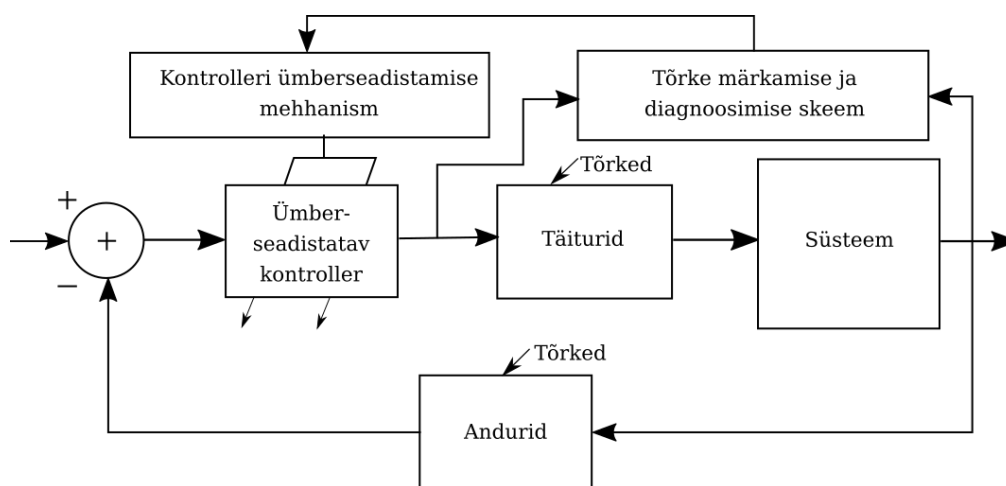 Kontrolleri ümberseadistamise
mehhanism
Tõrke märkamise ja
diagnoosimise skeem
Tõrked
+
+
−
Ümber-
seadistatav
kontroller
Täiturid
Süsteem
Tõrked
Andurid